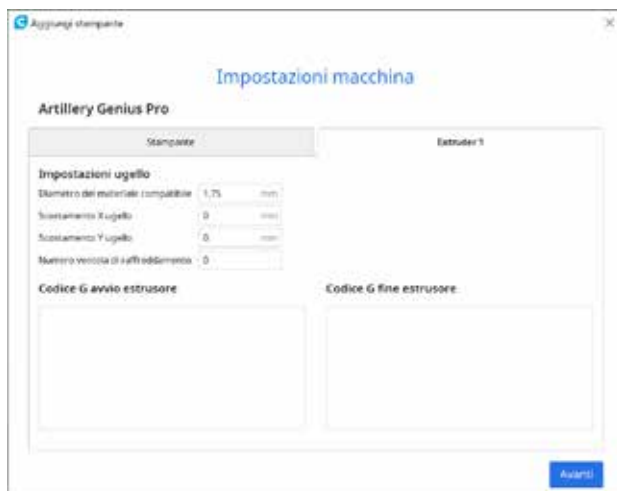 Aggiungi stampante
Impostazioni macchina
Artillery Genius Pro
Stampante
Extruder 1
Impostazioni ugello
Diametro del materiale compatibile 1,75 mm
Scostamento X ugello 0 mm
Scostamento Y ugello 0 mm
Numero ventola di raffreddamento 0
Codice G avvio estrusore
Codice G fine estrusore
Avanti